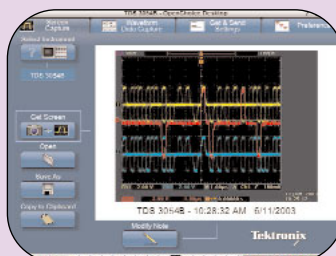 TDS 3054B - OpenChoice Desktop
Screen Capture
Waveform Data Capture
Get & Send Settings
Preferences
Select Instrument
TDS 3054B
Get Screen
Open
Save As
Copy to Clipboard
TDS 3054B - 10:28:32 AM 6/11/2003
Modify Note
Tektronix